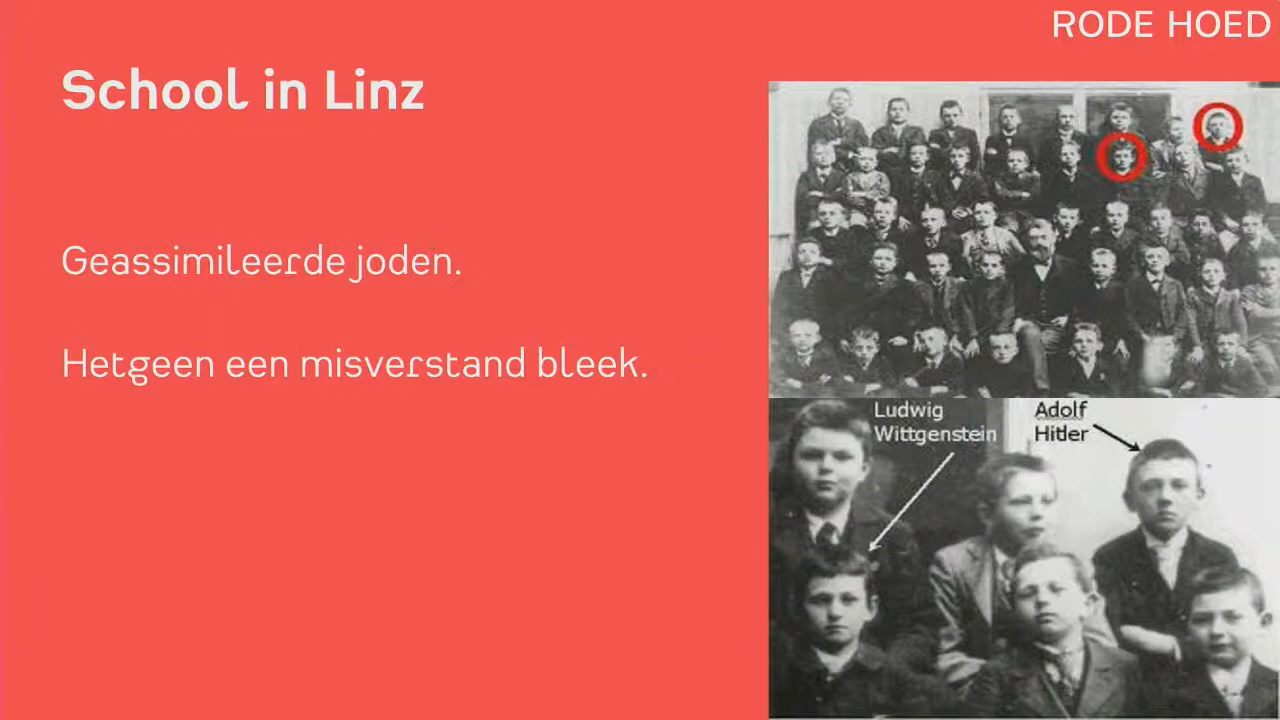 RODE HOED
School in Linz
Geassimileerde joden.
Hetgeen een misverstand bleek.
Ludwig
Wittgenstein
Adolf
Hitler